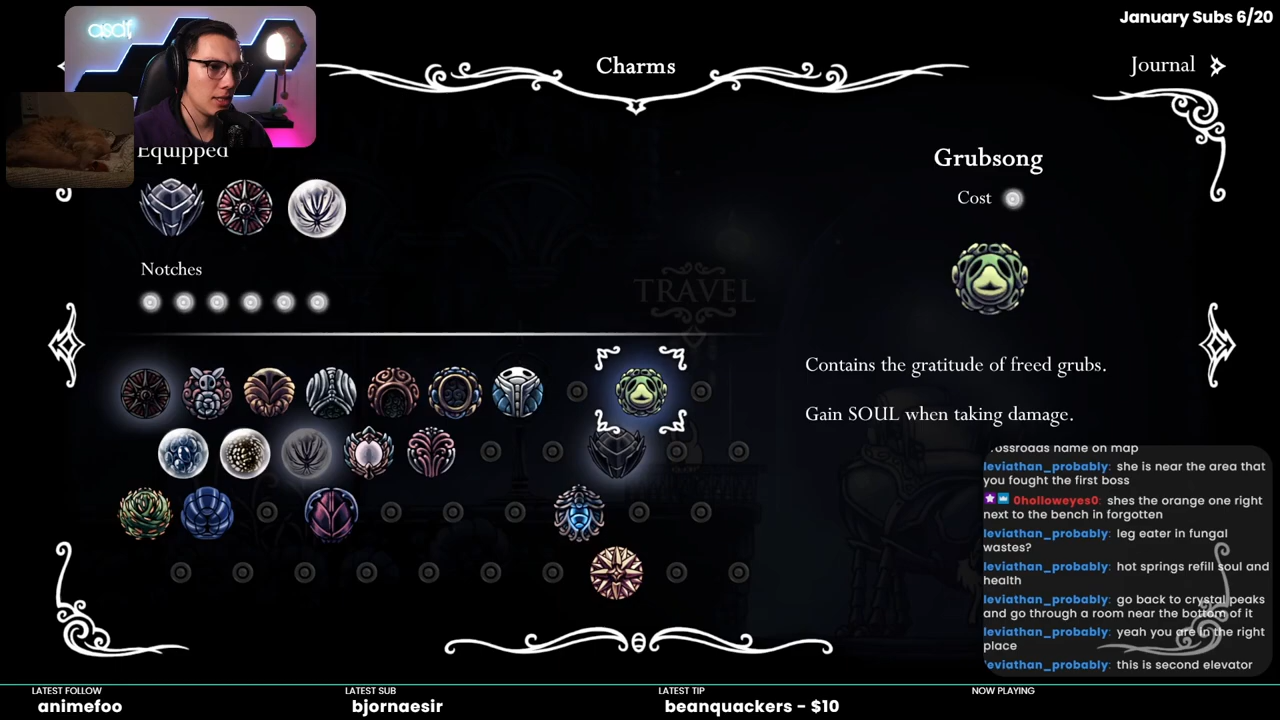 January Subs 6/20
asdf
Charms
Journal
Equipped
Grubsong
Cost
Notches
TRAVEL
Contains the gratitude of freed grubs.
Gain SOUL when taking damage.
crossroads name on map
leviathan_probably: she is near the area that
you fought the first boss
0holloweyes0: shes the orange one right
next to the bench in forgotten
leviathan_probably: leg eater in fungal
wastes?
leviathan_probably: hot springs refill soul and
health
leviathan_probably: go back to crystal peaks
and go through a room near the bottom of it
leviathan_probably: yeah you are in the right
place
leviathan_probably: this is second elevator
LATEST FOLLOW
animefoo
LATEST SUB
bjornaesir
LATEST TIP
beanquackers - $10
NOW PLAYING